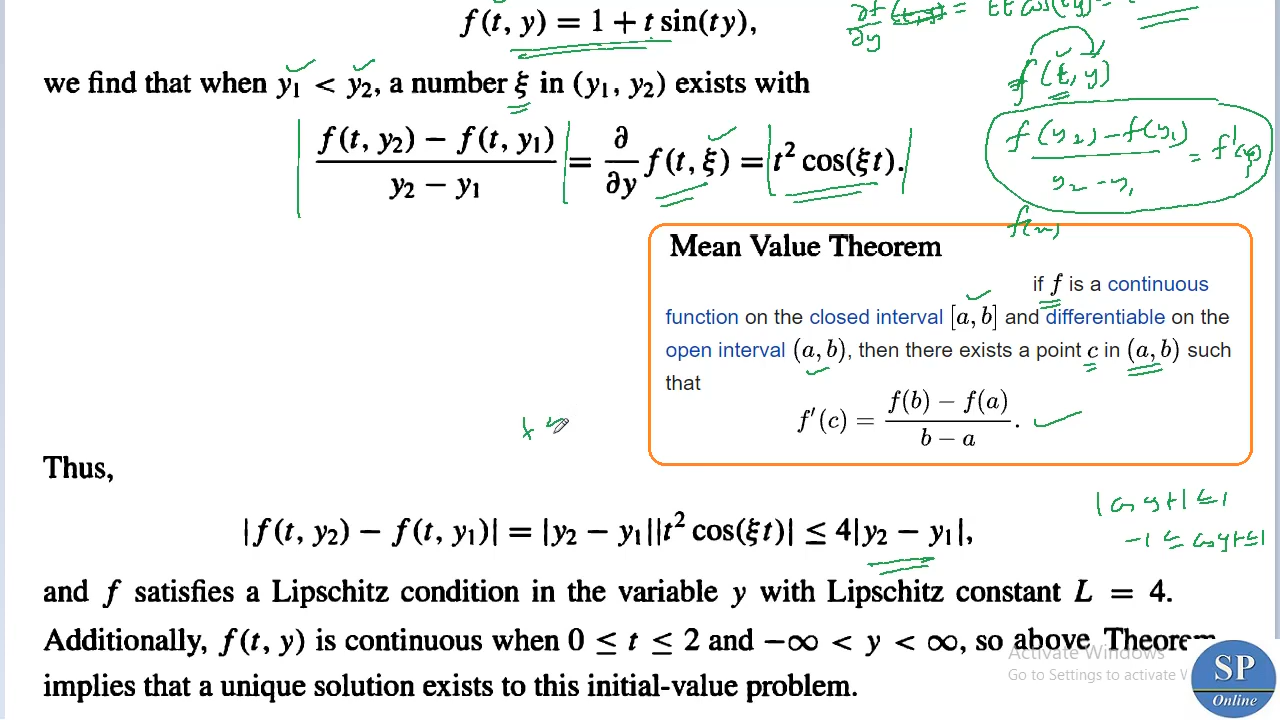 f(t, y) = 1 + t sin(ty),
we find that when y₁ < y₂, a number ξ in (y₁, y₂) exists with
f(t, y₂) − f(t, y₁) / y₂ − y₁ = ∂/∂y f(t, ξ) = t² cos(ξt).
f(t, y)
f(y₂) − f(y₁) / y₂ − y₁ = f'(ξ)
f(x)
Mean Value Theorem
if f is a continuous
function on the closed interval [a, b] and differentiable on the
open interval (a, b), then there exists a point c in (a, b) such
that
f′(c) = f(b) − f(a) / b − a.
Thus,
|cos yt| ≤ 1
−1 ≤ cos yt ≤ 1
|f(t, y₂) − f(t, y₁)| = |y₂ − y₁||t² cos(ξt)| ≤ 4|y₂ − y₁|,
and f satisfies a Lipschitz condition in the variable y with Lipschitz constant L = 4.
Additionally, f(t, y) is continuous when 0 ≤ t ≤ 2 and −∞ < y < ∞, so above Theorem
implies that a unique solution exists to this initial-value problem.
Activate Windows
Go to Settings to activate
SP
Online